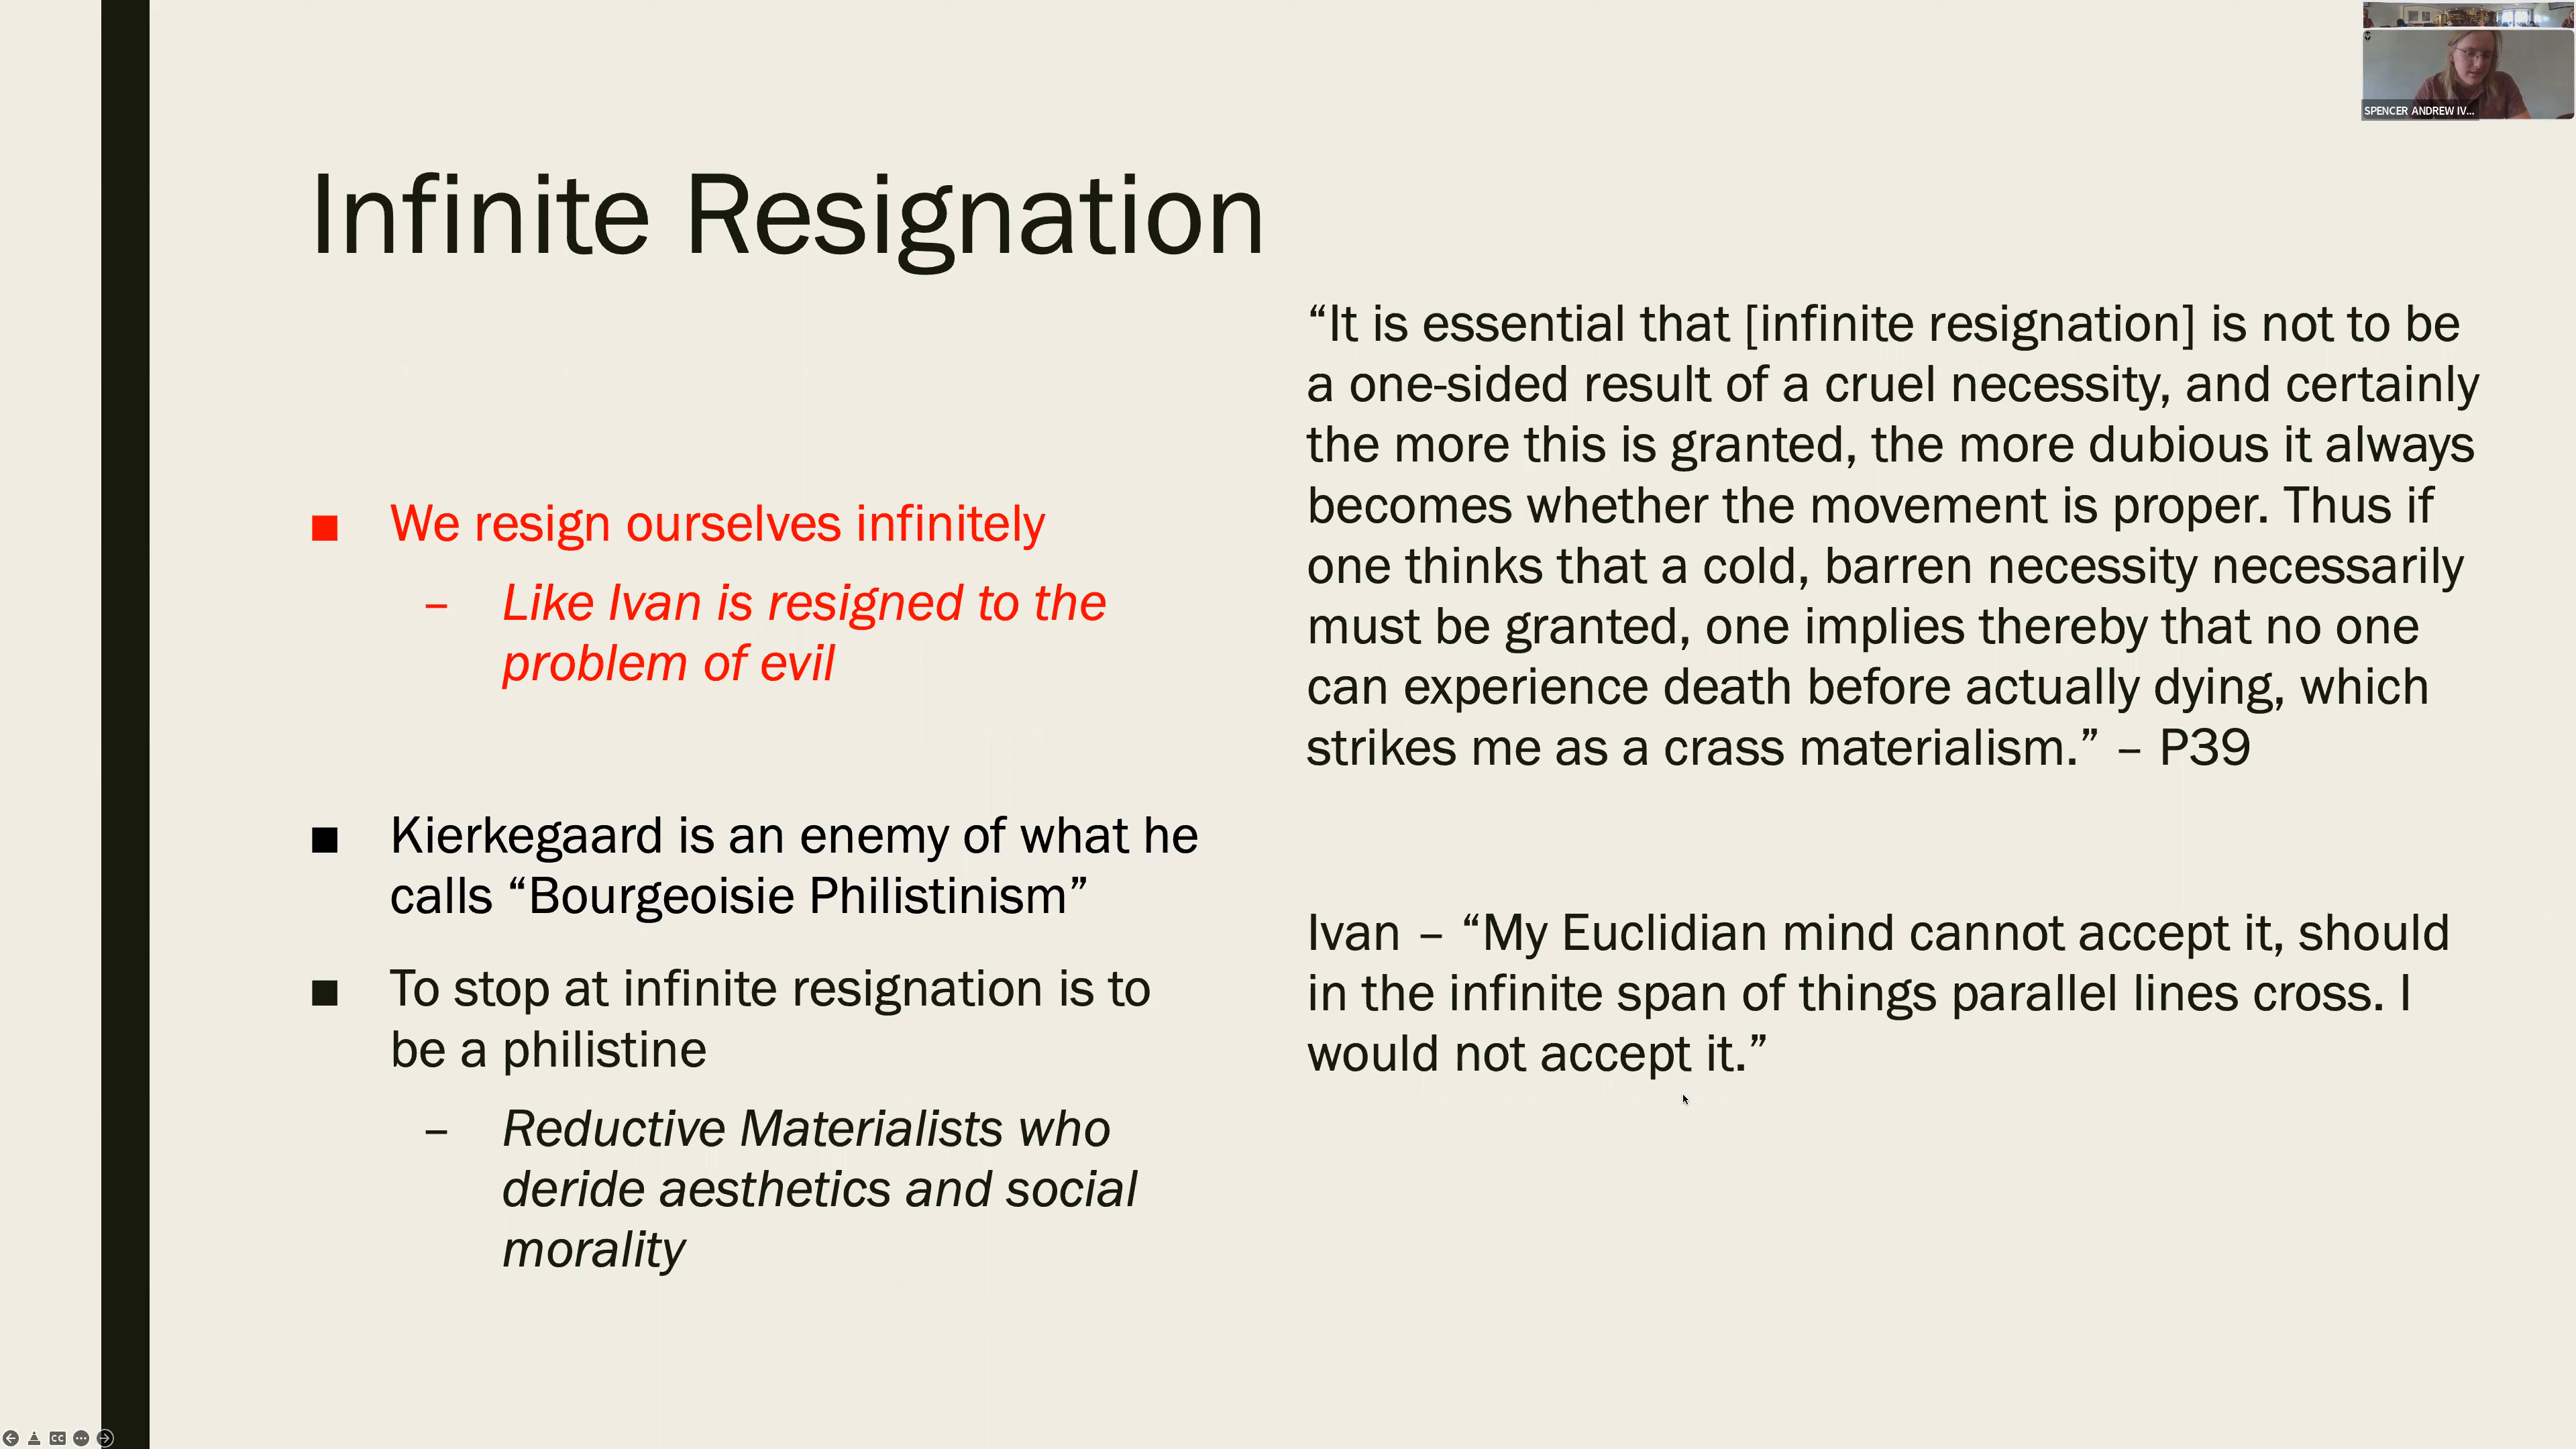 SPENCER ANDREW IV...
Infinite Resignation
■ We resign ourselves infinitely
– Like Ivan is resigned to the
problem of evil
■ Kierkegaard is an enemy of what he
calls “Bourgeoisie Philistinism”
■ To stop at infinite resignation is to
be a philistine
– Reductive Materialists who
deride aesthetics and social
morality
“It is essential that [infinite resignation] is not to be
a one-sided result of a cruel necessity, and certainly
the more this is granted, the more dubious it always
becomes whether the movement is proper. Thus if
one thinks that a cold, barren necessity necessarily
must be granted, one implies thereby that no one
can experience death before actually dying, which
strikes me as a crass materialism.” – P39
Ivan – “My Euclidian mind cannot accept it, should
in the infinite span of things parallel lines cross. I
would not accept it.”
CC